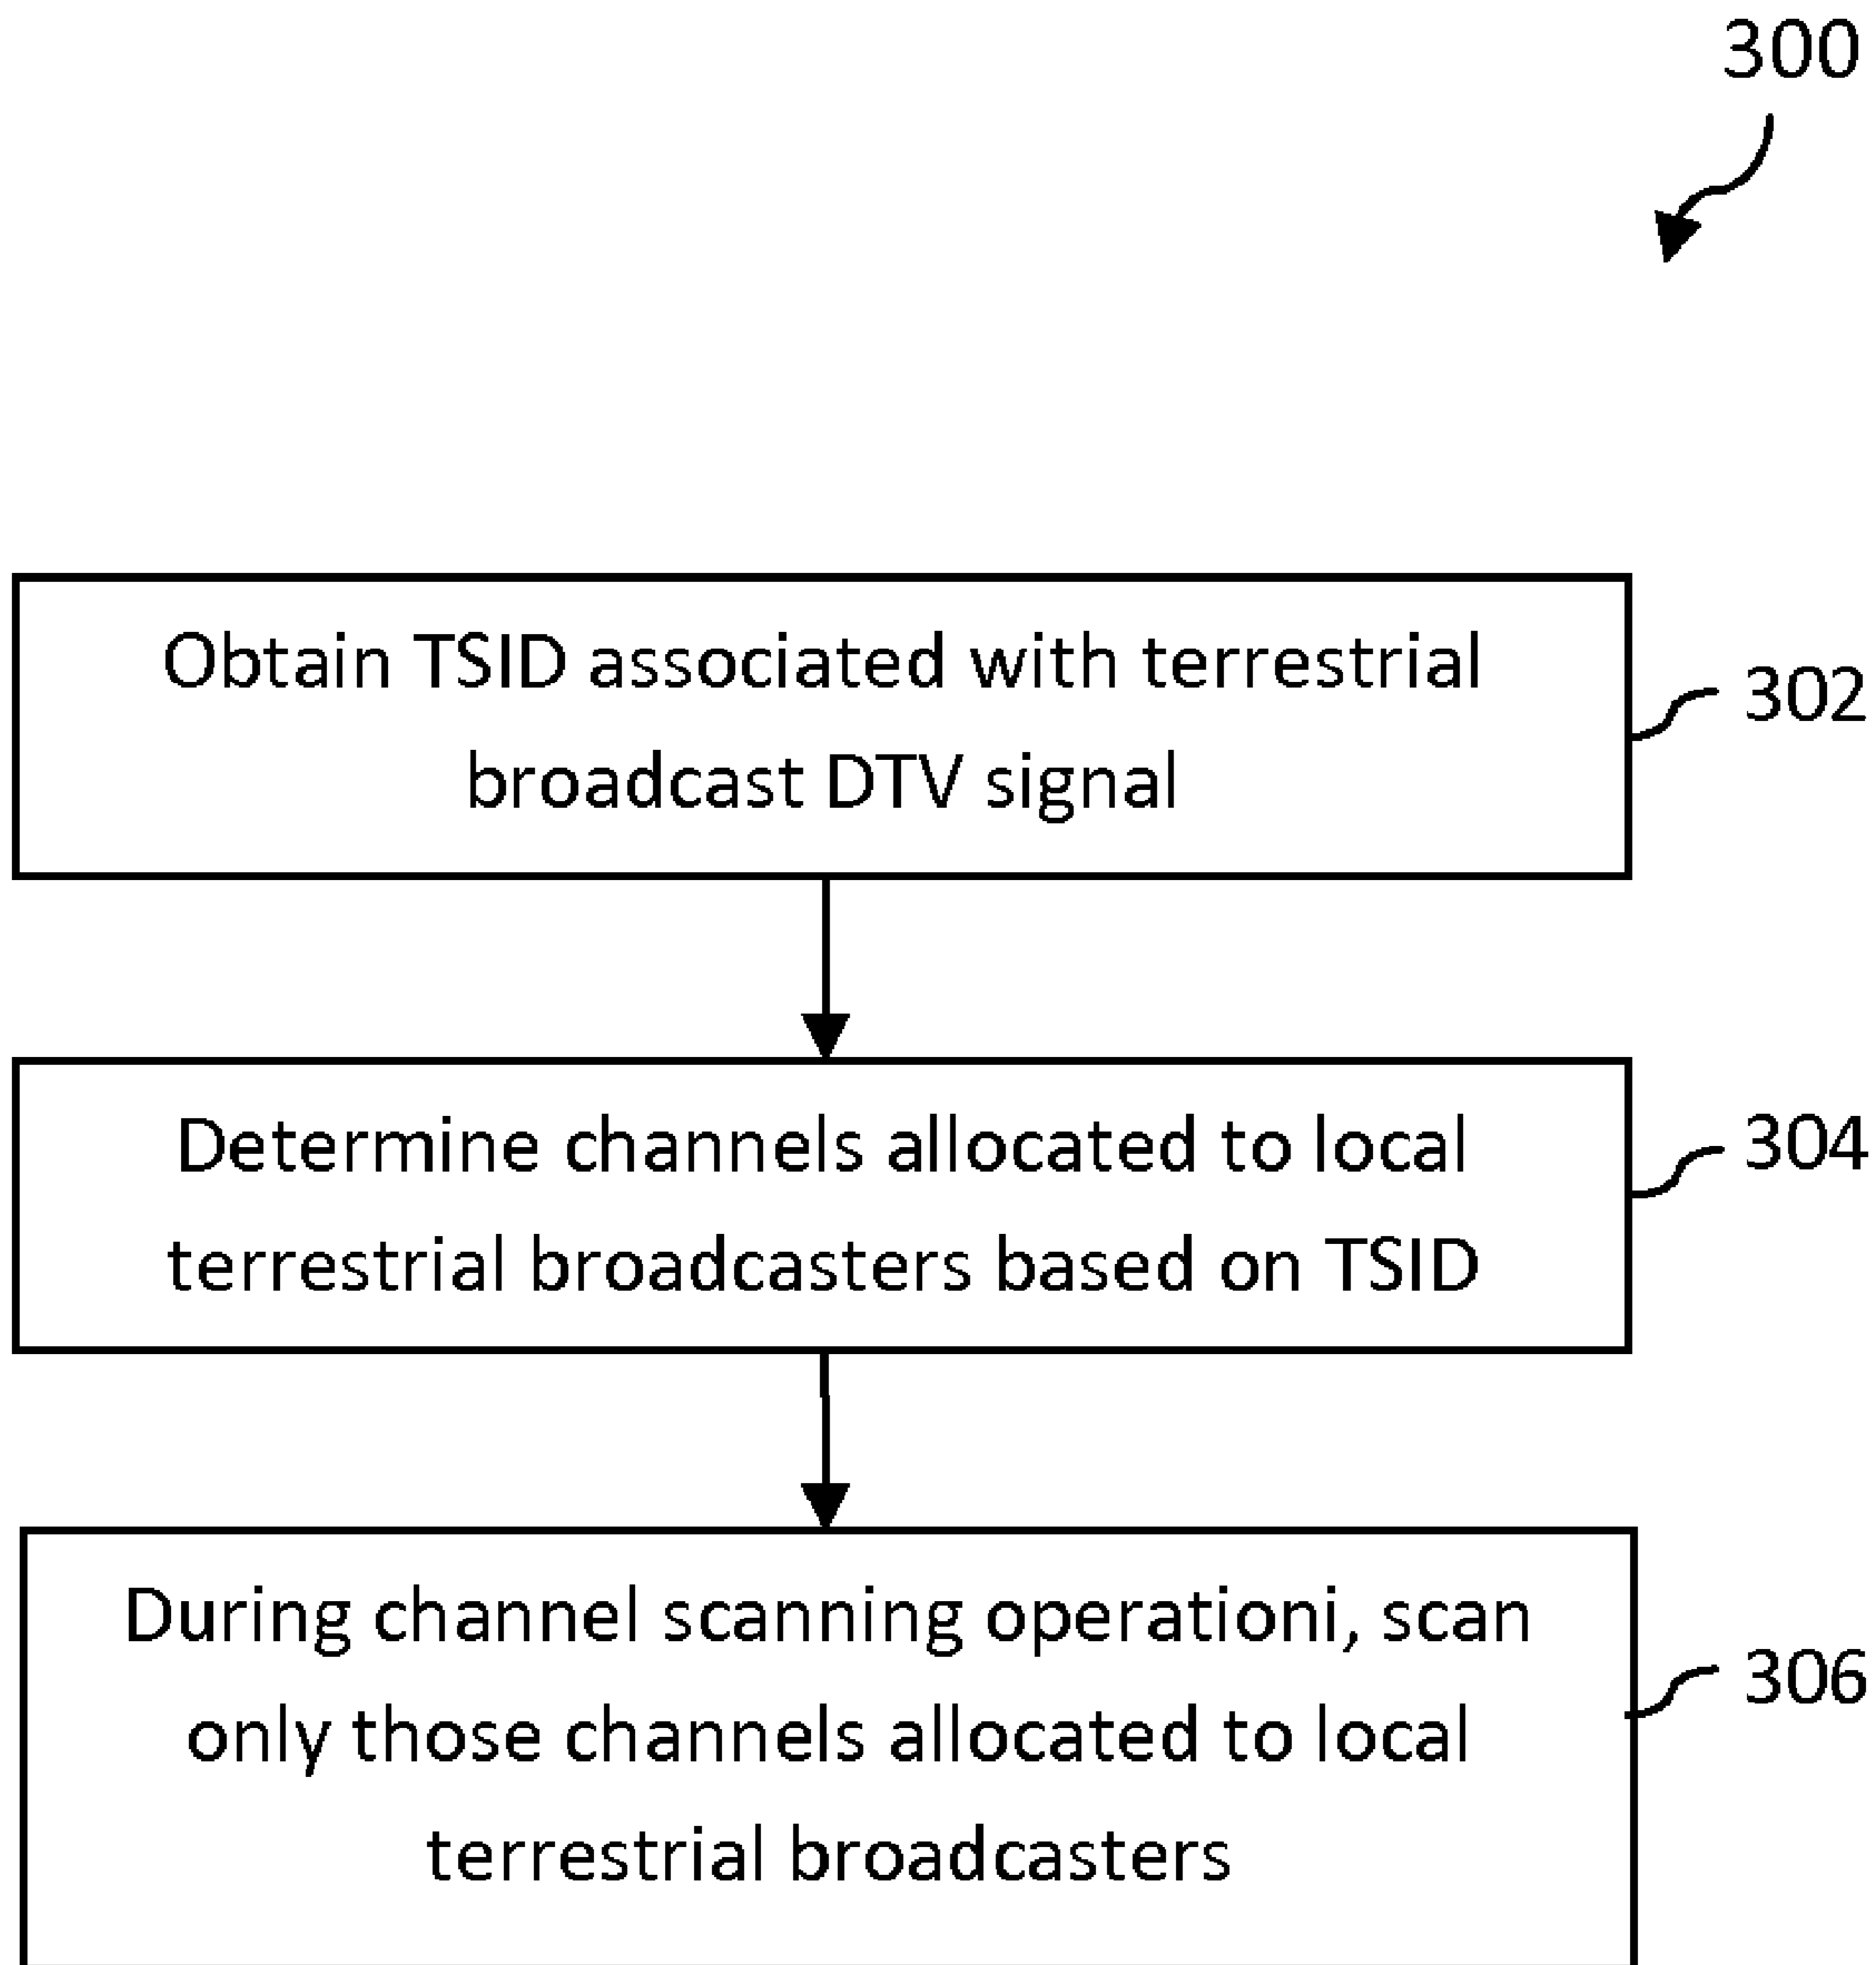 300
Obtain TSID associated with terrestrial
broadcast DTV signal
302
Determine channels allocated to local
terrestrial broadcasters based on TSID
304
During channel scanning operationi, scan
only those channels allocated to local
terrestrial broadcasters
306